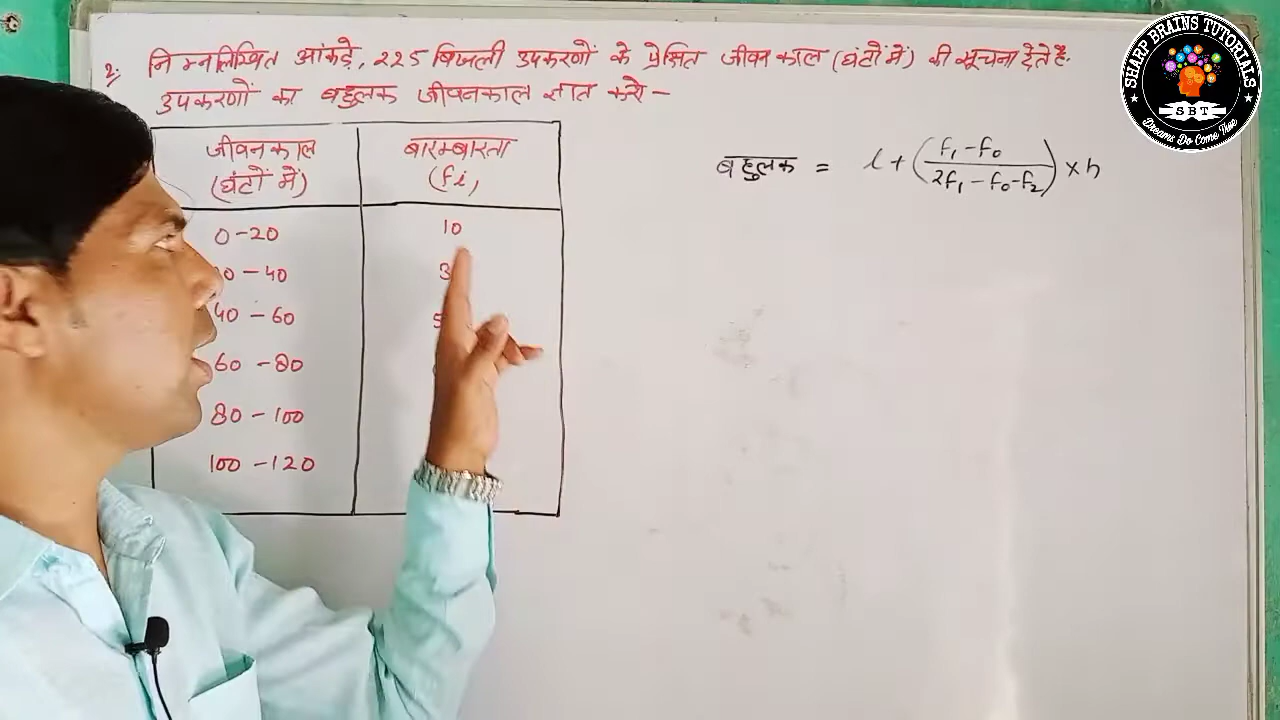 2. निम्नलिखित आंकड़े, 225 बिजली उपकरणों के प्रेक्षित जीवन काल (घंटों में) की सूचना देते है.
उपकरणों का बहुलक जीवनकाल ज्ञात करो -
जीवन काल
(घंटों में)
बारम्बारता
(fi)
0-20 10
40 - 60
60 - 80
80 - 100
100 - 120
बहुलक = l + (f₁ - f₀ / 2f₁ - f₀ - f₂) × h
SHARP BRAINS TUTORIALS
SBT
Dreams Do Come True